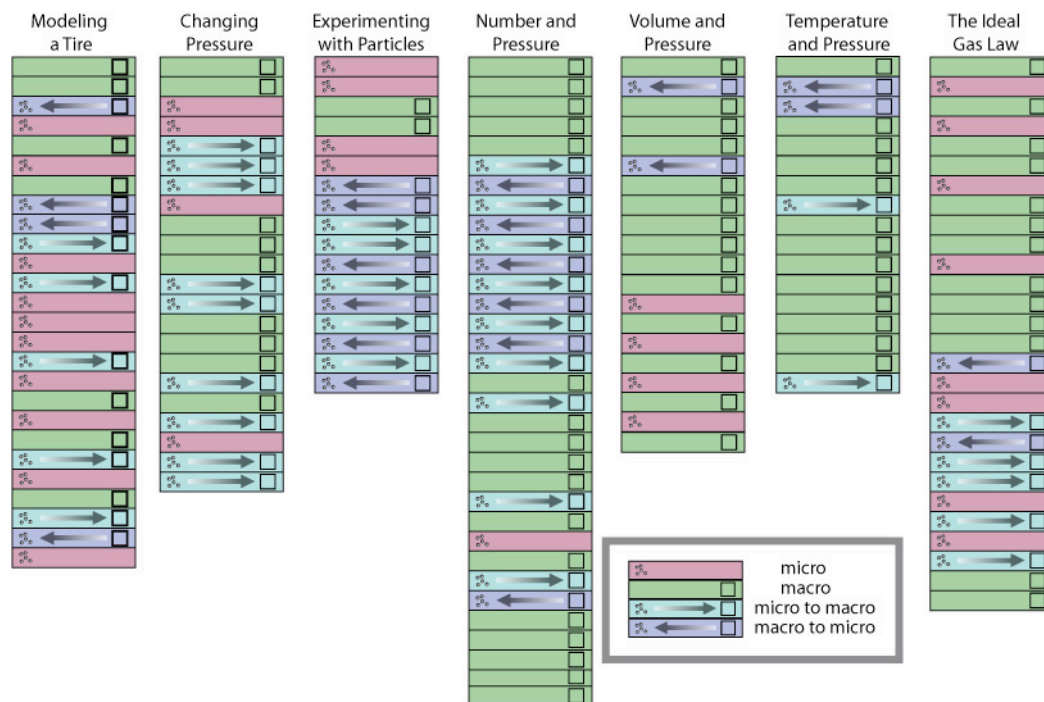 Modeling
a Tire
Changing
Pressure
Experimenting
with Particles
Number and
Pressure
Volume and
Pressure
Temperature
and Pressure
The Ideal
Gas Law
micro
macro
micro to macro
macro to micro